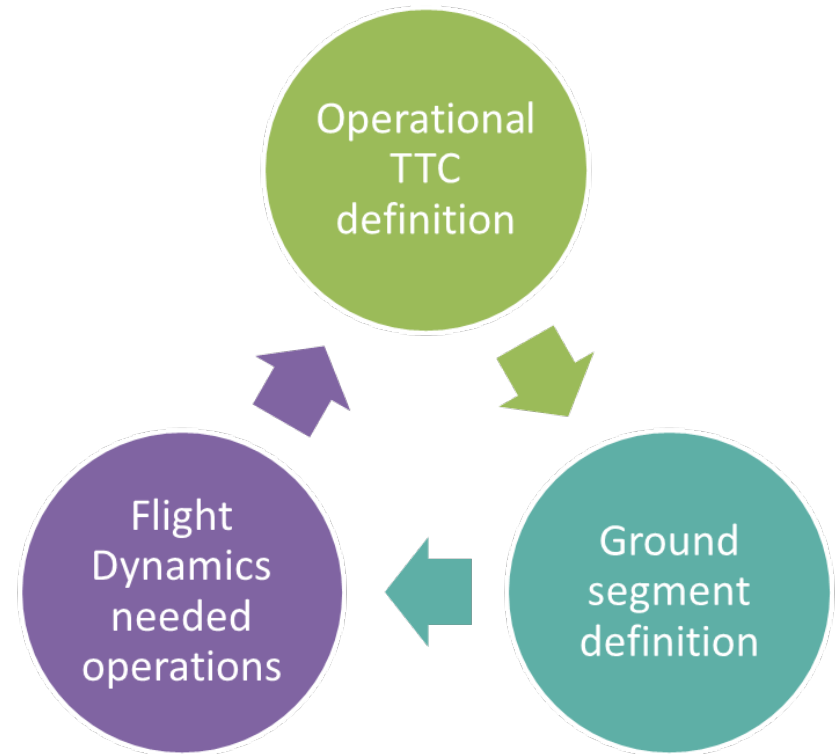 Operational
TTC
definition
Ground
segment
definition
Flight
Dynamics
needed
operations